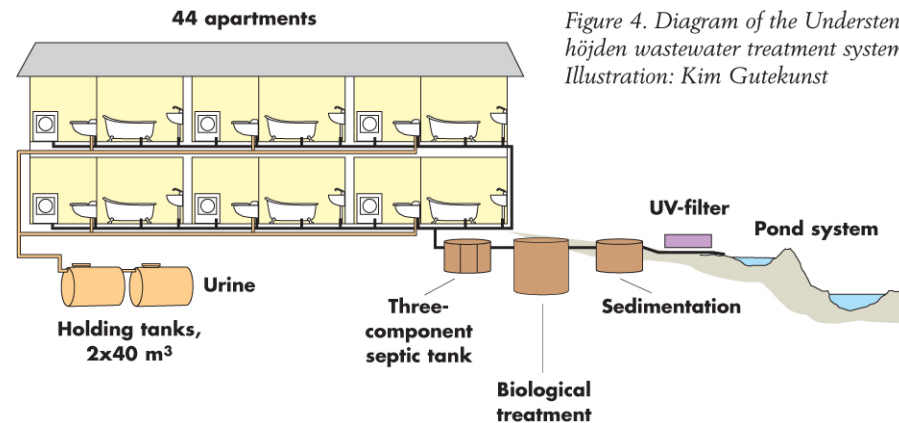 44 apartments
Figure 4. Diagram of the Understen
höjden wastewater treatment system
Illustration: Kim Gutekunst
UV-filter
Pond system
Urine
Holding tanks,
2x40 m³
Three-
component
septic tank
Sedimentation
Biological
treatment